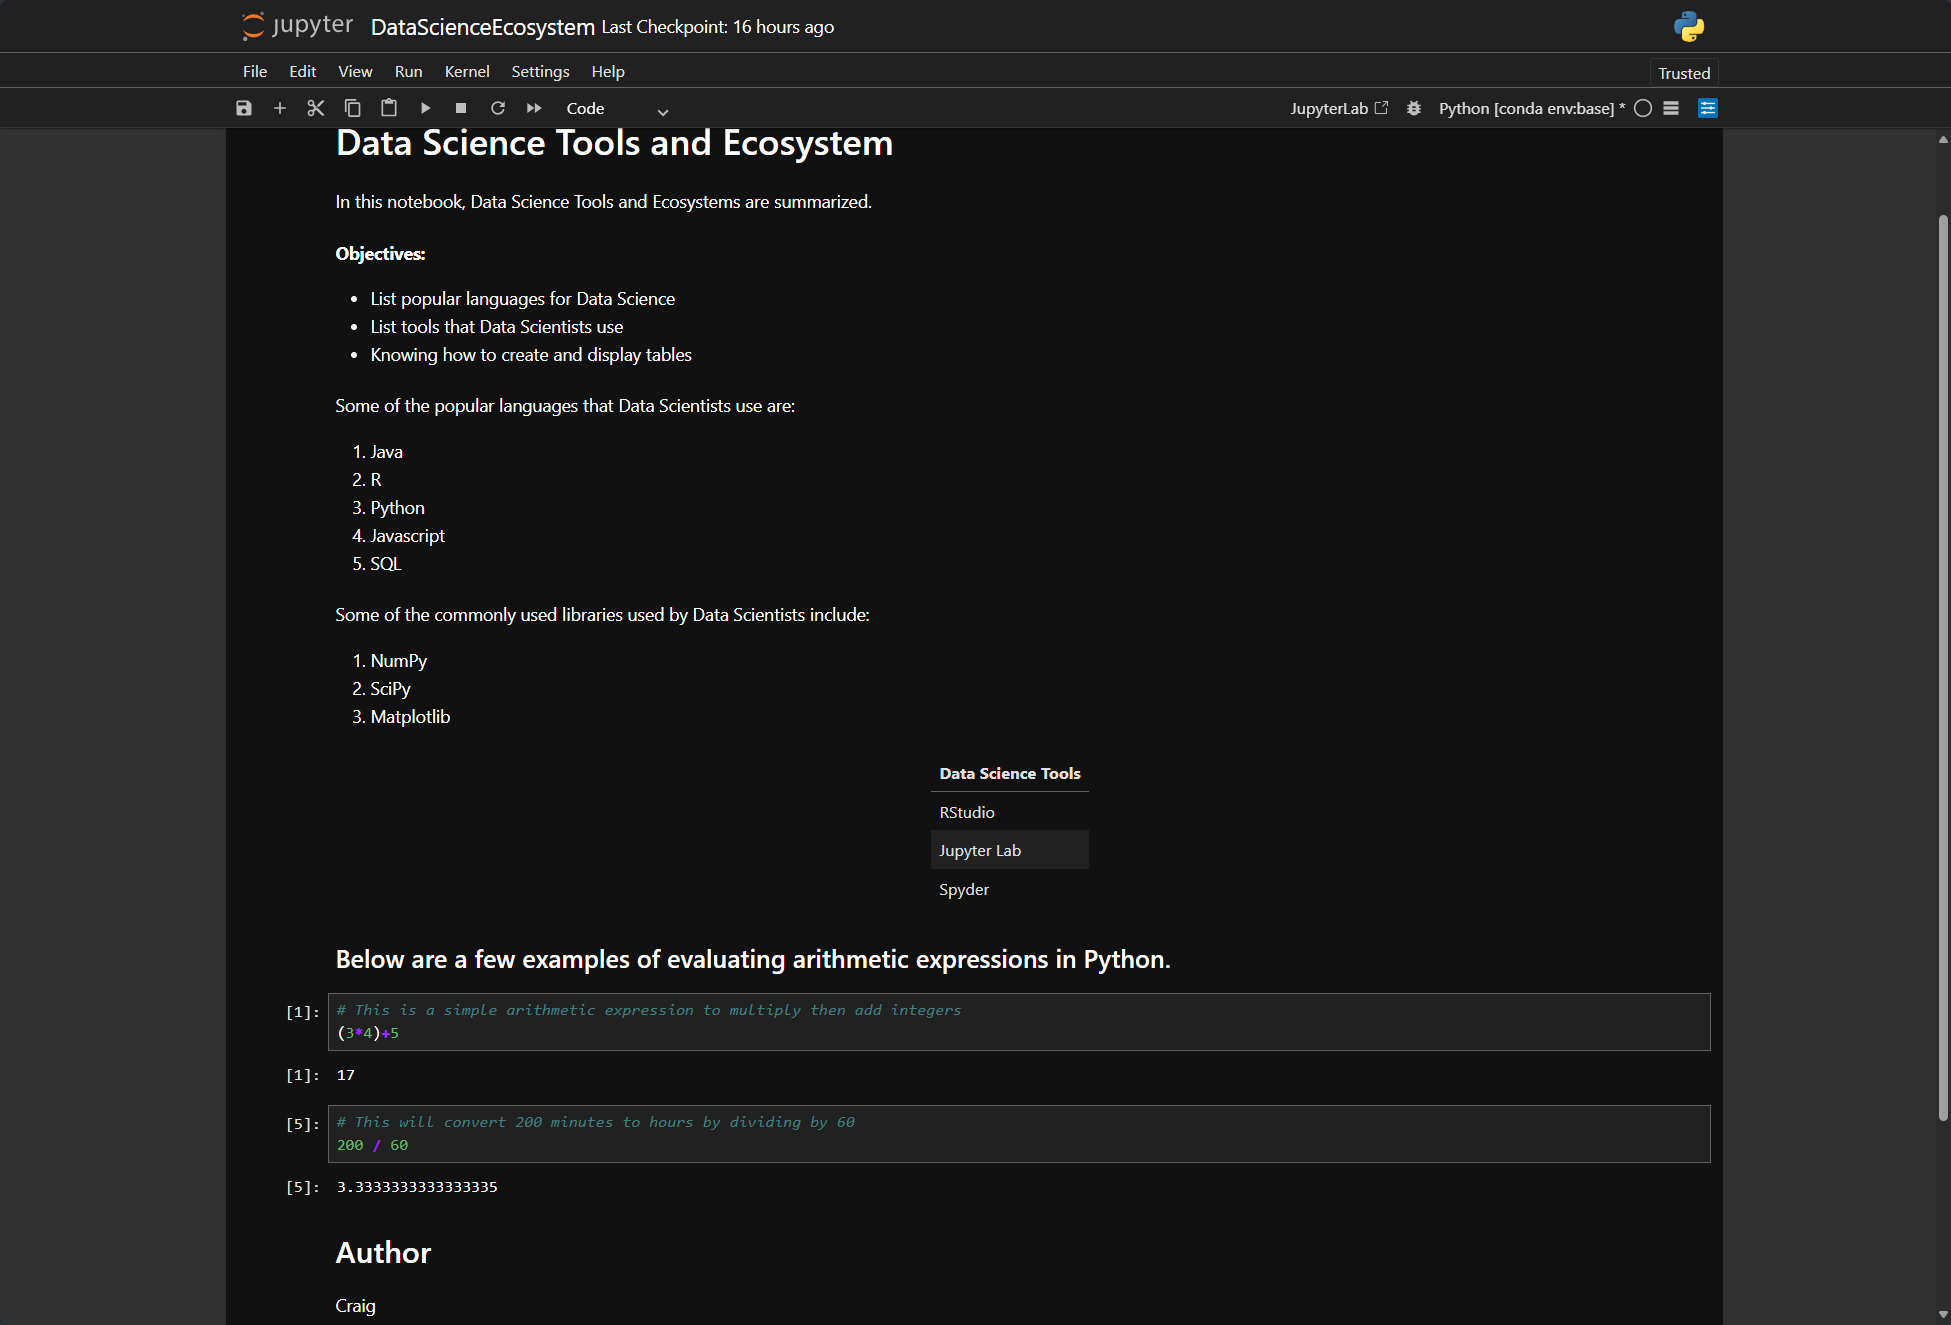 jupyter DataScienceEcosystem Last Checkpoint: 16 hours ago
File Edit View Run Kernel Settings Help
Trusted
Code
JupyterLab
Python [conda env:base] *
Data Science Tools and Ecosystem
In this notebook, Data Science Tools and Ecosystems are summarized.
Objectives:
• List popular languages for Data Science
• List tools that Data Scientists use
• Knowing how to create and display tables
Some of the popular languages that Data Scientists use are:
1. Java
2. R
3. Python
4. Javascript
5. SQL
Some of the commonly used libraries used by Data Scientists include:
1. NumPy
2. SciPy
3. Matplotlib
Data Science Tools
RStudio
Jupyter Lab
Spyder
Below are a few examples of evaluating arithmetic expressions in Python.
[1]: # This is a simple arithmetic expression to multiply then add integers
(3*4)+5
[1]: 17
[5]: # This will convert 200 minutes to hours by dividing by 60
200 / 60
[5]: 3.3333333333333335
Author
Craig